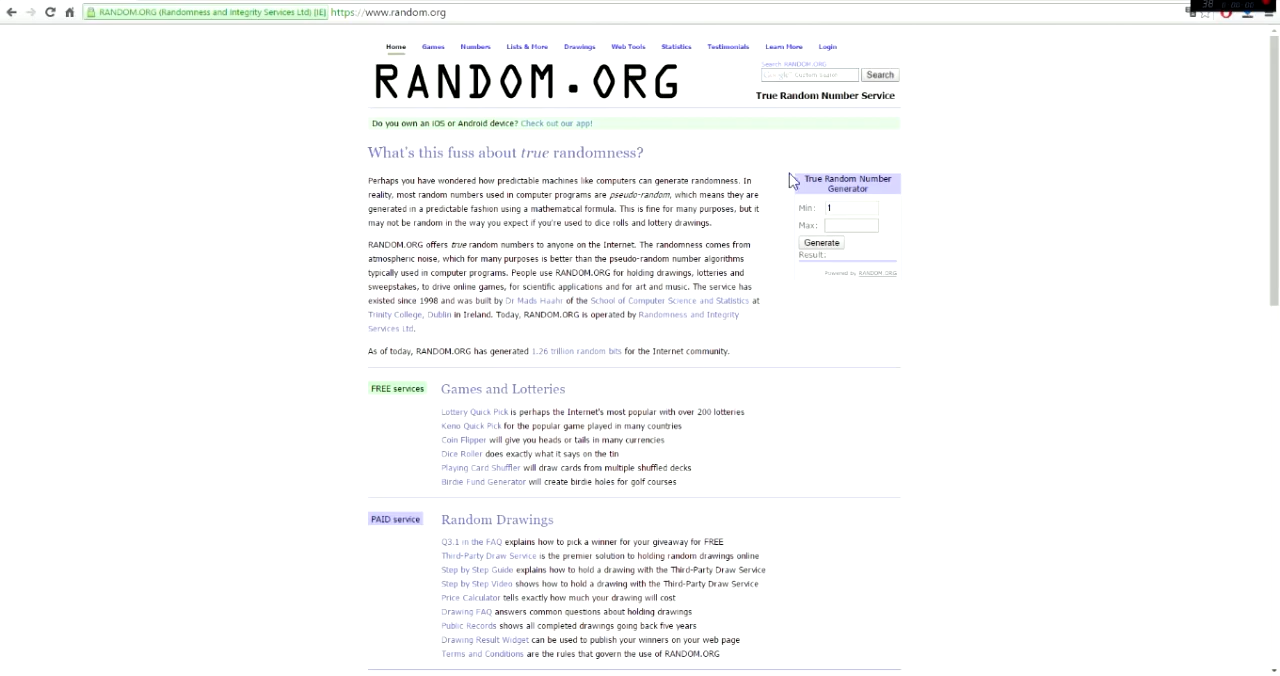 RANDOM.ORG (Randomness and Integrity Services Ltd) [IE] https://www.random.org
Home Games Numbers Lists & More Drawings Web Tools Statistics Testimonials Learn More Login
RANDOM.ORG
Search RANDOM.ORG
Search
True Random Number Service
Do you own an iOS or Android device? Check out our app!
What's this fuss about true randomness?
Perhaps you have wondered how predictable machines like computers can generate randomness. In
reality, most random numbers used in computer programs are pseudo-random, which means they are
generated in a predictable fashion using a mathematical formula. This is fine for many purposes, but it
may not be random in the way you expect if you're used to dice rolls and lottery drawings.
RANDOM.ORG offers true random numbers to anyone on the Internet. The randomness comes from
atmospheric noise, which for many purposes is better than the pseudo-random number algorithms
typically used in computer programs. People use RANDOM.ORG for holding drawings, lotteries and
sweepstakes, to drive online games, for scientific applications and for art and music. The service has
existed since 1998 and was built by Dr Mads Haahr of the School of Computer Science and Statistics at
Trinity College, Dublin in Ireland. Today, RANDOM.ORG is operated by Randomness and Integrity
Services Ltd.
As of today, RANDOM.ORG has generated 1.26 trillion random bits for the Internet community.
True Random Number
Generator
Min: 1
Max:
Generate
Result:
Powered by RANDOM.ORG
FREE services
Games and Lotteries
Lottery Quick Pick is perhaps the Internet's most popular with over 200 lotteries
Keno Quick Pick for the popular game played in many countries
Coin Flipper will give you heads or tails in many currencies
Dice Roller does exactly what it says on the tin
Playing Card Shuffler will draw cards from multiple shuffled decks
Birdie Fund Generator will create birdie holes for golf courses
PAID service
Random Drawings
Q3.1 in the FAQ explains how to pick a winner for your giveaway for FREE
Third-Party Draw Service is the premier solution to holding random drawings online
Step by Step Guide explains how to hold a drawing with the Third-Party Draw Service
Step by Step Video shows how to hold a drawing with the Third-Party Draw Service
Price Calculator tells exactly how much your drawing will cost
Drawing FAQ answers common questions about holding drawings
Public Records shows all completed drawings going back five years
Drawing Result Widget can be used to publish your winners on your web page
Terms and Conditions are the rules that govern the use of RANDOM.ORG